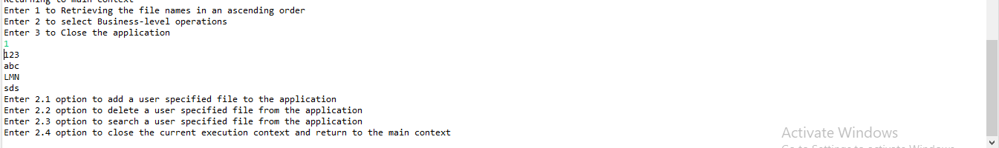 Returning to main context
Enter 1 to Retrieving the file names in an ascending order
Enter 2 to select Business-level operations
Enter 3 to Close the application
1
123
abc
LMN
sds
Enter 2.1 option to add a user specified file to the application
Enter 2.2 option to delete a user specified file from the application
Enter 2.3 option to search a user specified file from the application
Enter 2.4 option to close the current execution context and return to the main context
Activate Windows
Go to Settings to activate Windows.